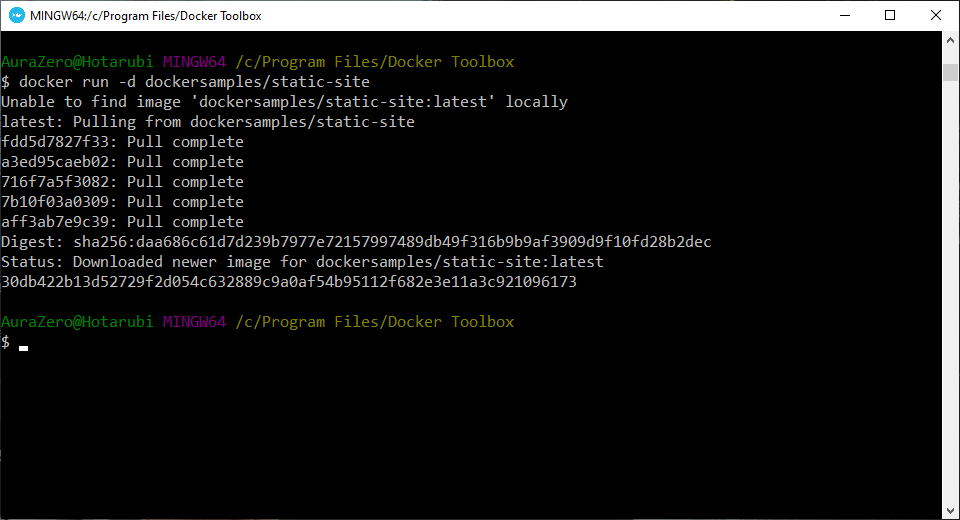 MINGW64:/c/Program Files/Docker Toolbox
AuraZero@Hotarubi MINGW64 /c/Program Files/Docker Toolbox
$ docker run -d dockersamples/static-site
Unable to find image 'dockersamples/static-site:latest' locally
latest: Pulling from dockersamples/static-site
fdd5d7827f33: Pull complete
a3ed95caeb02: Pull complete
716f7a5f3082: Pull complete
7b10f03a0309: Pull complete
aff3ab7e9c39: Pull complete
Digest: sha256:daa686c61d7d239b7977e72157997489db49f316b9b9af3909d9f10fd28b2dec
Status: Downloaded newer image for dockersamples/static-site:latest
30db422b13d52729f2d054c632889c9a0af54b95112f682e3e11a3c921096173
AuraZero@Hotarubi MINGW64 /c/Program Files/Docker Toolbox
$